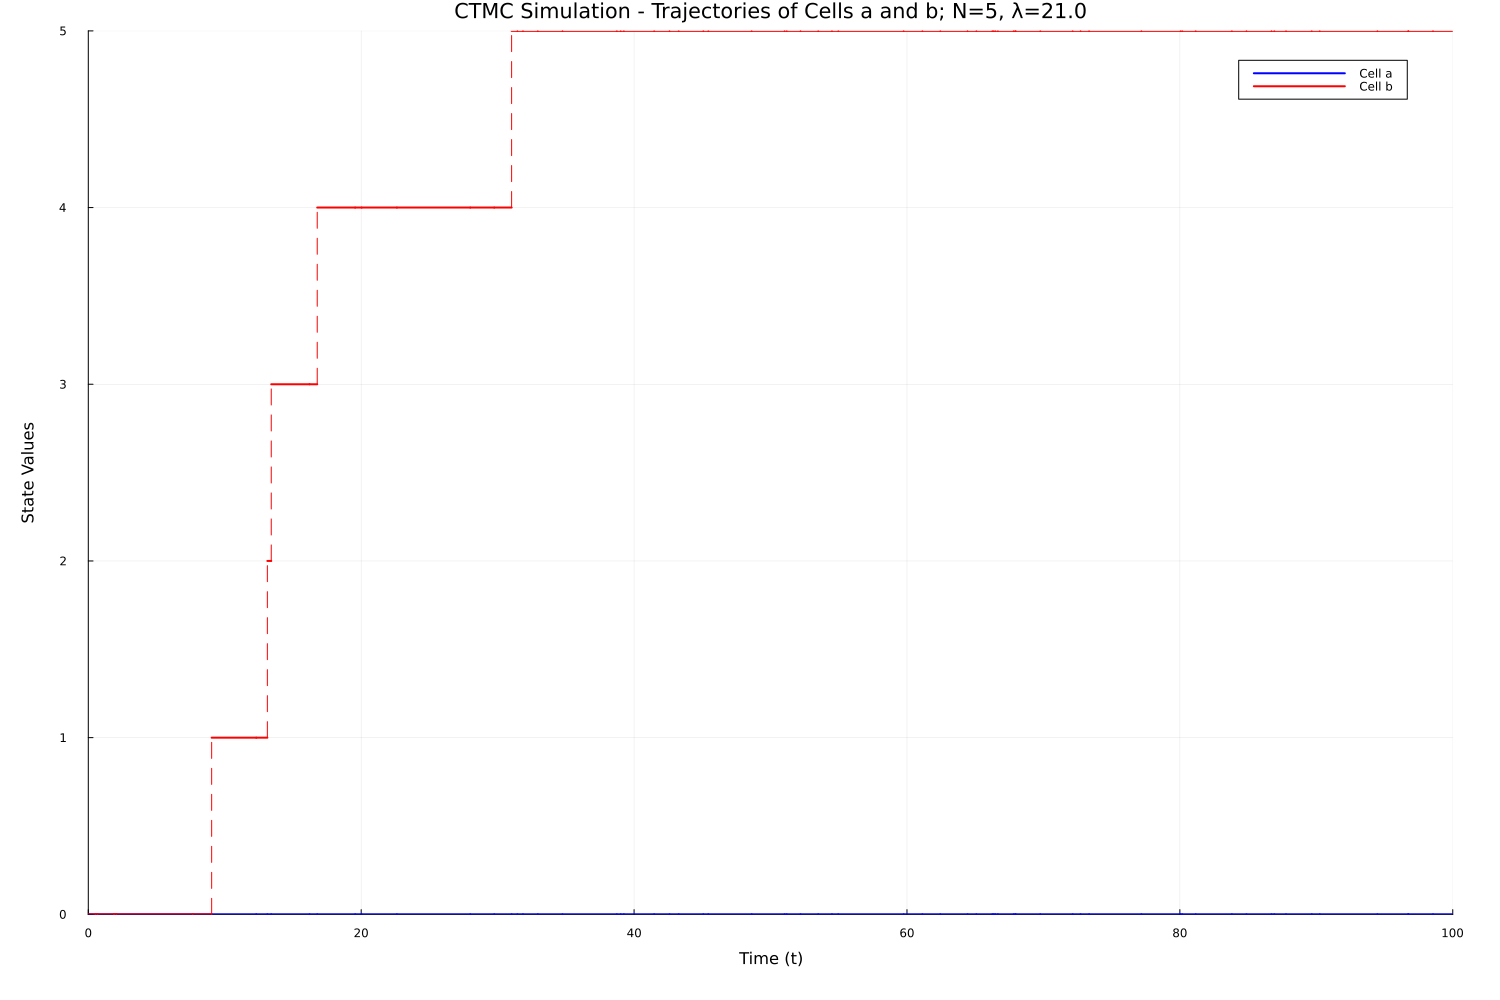 CTMC Simulation - Trajectories of Cells a and b; N=5, λ=21.0
5
Cell a
Cell b
4
3
State Values
2
1
0
0 20 40 60 80 100
Time (t)